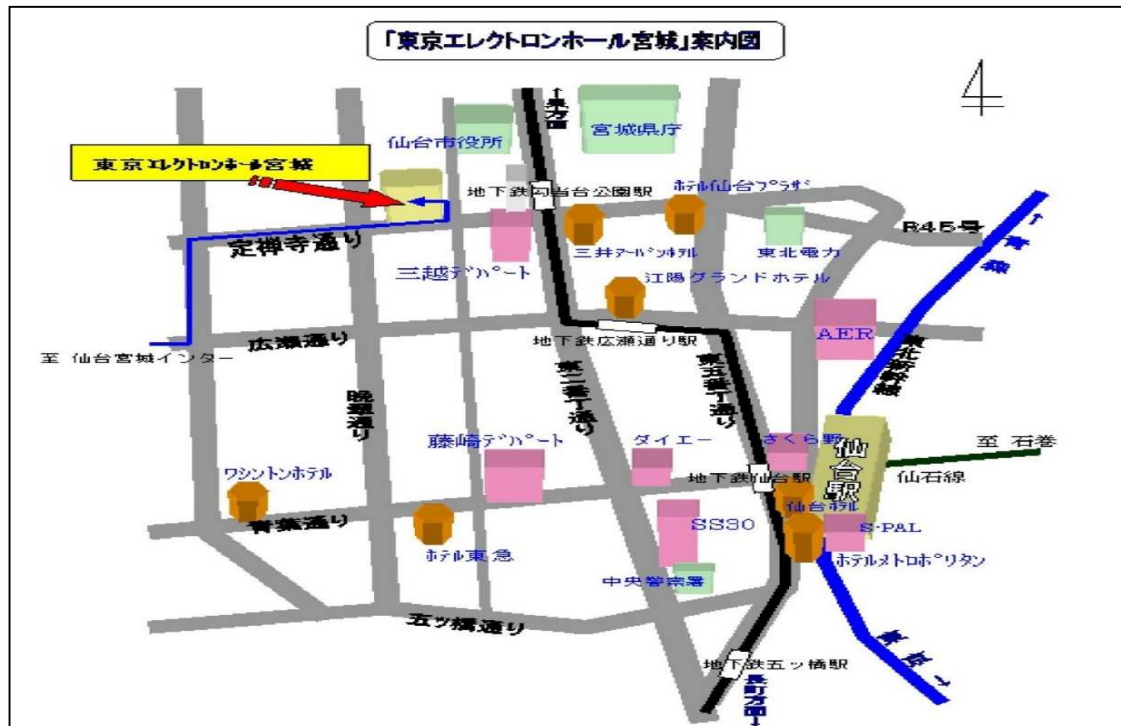 「東京エレクトロンホール宮城」案内図
4
←泉方面
宮城県庁
仙台市役所
東京エレクトロンホール宮城
地下鉄勾当台公園駅
ホテル仙台プラザ
R45号
定禅寺通り
三越デパート
三井アーバンホテル
東北電力
江陽グランドホテル
AER
至 仙台宮城インター
広瀬通り
地下鉄広瀬通り駅
東北新幹線
晩翠通り
東二番丁通り
東五番丁通り
藤崎デパート
ダイエー
さくら野
仙台駅
至 石巻
ワシントンホテル
地下鉄仙台駅
仙石線
仙台ホテル
青葉通り
SS30
S-PAL
ホテル東急
中央警察署
ホテルメトロポリタン
五ッ橋通り
地下鉄五ッ橋駅
長町方面→
東京→